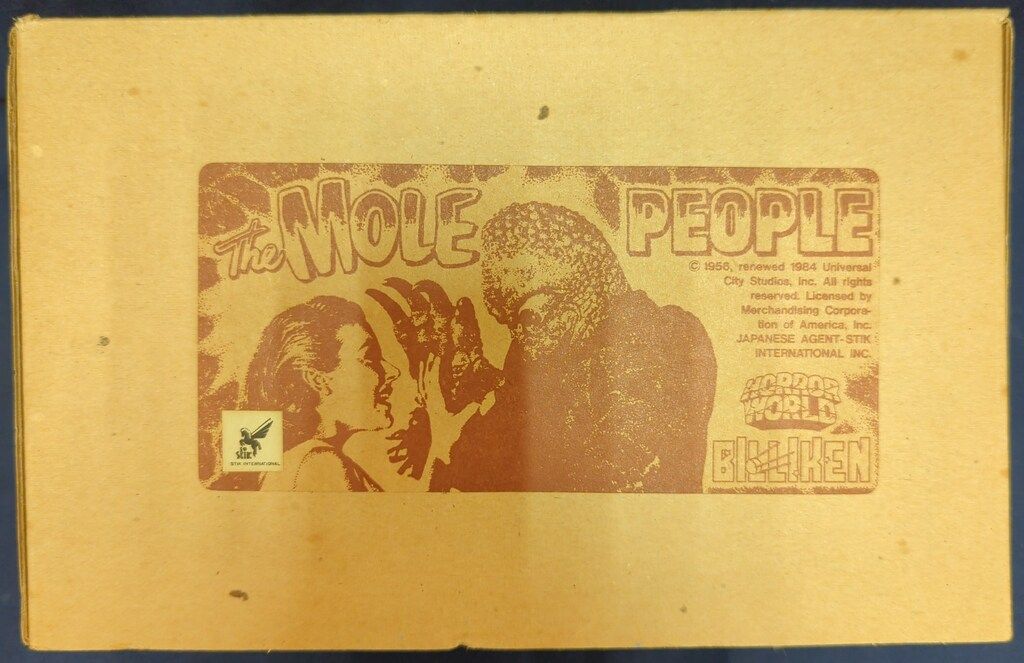 The MOLE PEOPLE
© 1956, renewed 1984 Universal
City Studios, Inc. All rights
reserved. Licensed by
Merchandising Corpora-
tion of America, Inc.
JAPANESE AGENT-STIK
INTERNATIONAL INC.
HORROR
WORLD
BILLIKEN
STIK
STIK INTERNATIONAL